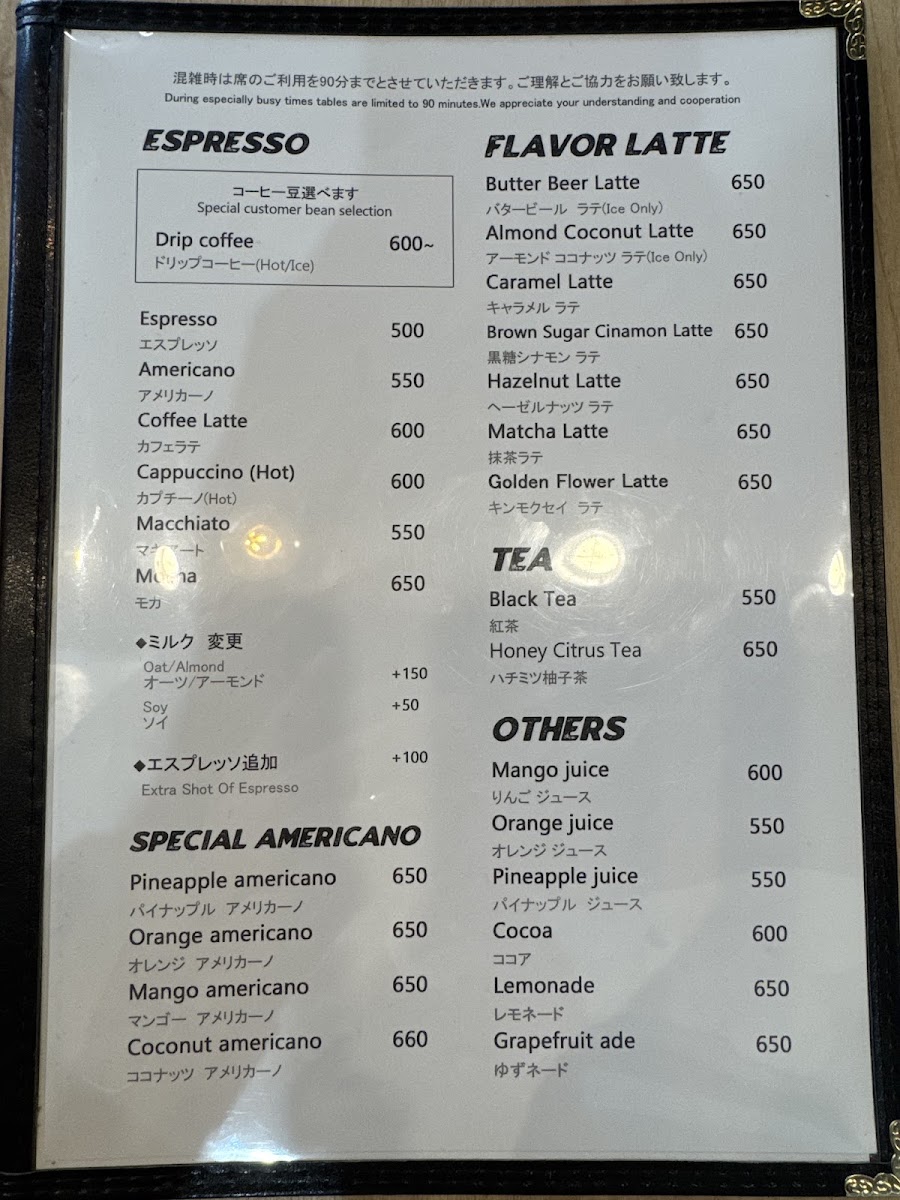 混雑時は席のご利用を90分までとさせていただきます。ご理解とご協力をお願い致します。
During especially busy times tables are limited to 90 minutes.We appreciate your understanding and cooperation
ESPRESSO
コーヒー豆選べます
Special customer bean selection
Drip coffee 600~
ドリップコーヒー(Hot/Ice)
Espresso 500
エスプレッソ
Americano 550
アメリカーノ
Coffee Latte 600
カフェラテ
Cappuccino (Hot) 600
カプチーノ(Hot)
Macchiato 550
マキアート
650
モカ
◆ミルク 変更
Oat/Almond
オーツ/アーモンド +150
Soy +50
ソイ
◆エスプレッソ追加 +100
Extra Shot Of Espresso
SPECIAL AMERICANO
Pineapple americano 650
パイナップル アメリカーノ
Orange americano 650
オレンジ アメリカーノ
Mango americano 650
マンゴー アメリカーノ
Coconut americano 660
ココナッツ アメリカーノ
FLAVOR LATTE
Butter Beer Latte 650
バタービール ラテ(Ice Only)
Almond Coconut Latte 650
アーモンド ココナッツ ラテ(Ice Only)
Caramel Latte 650
キャラメル ラテ
Brown Sugar Cinamon Latte 650
黒糖シナモン ラテ
Hazelnut Latte 650
ヘーゼルナッツ ラテ
Matcha Latte 650
抹茶ラテ
Golden Flower Latte 650
キンモクセイ ラテ
TEA
Black Tea 550
紅茶
Honey Citrus Tea 650
ハチミツ柚子茶
OTHERS
Mango juice 600
りんご ジュース
Orange juice 550
オレンジ ジュース
Pineapple juice 550
パイナップル ジュース
Cocoa 600
ココア
Lemonade 650
レモネード
Grapefruit ade 650
ゆずネード